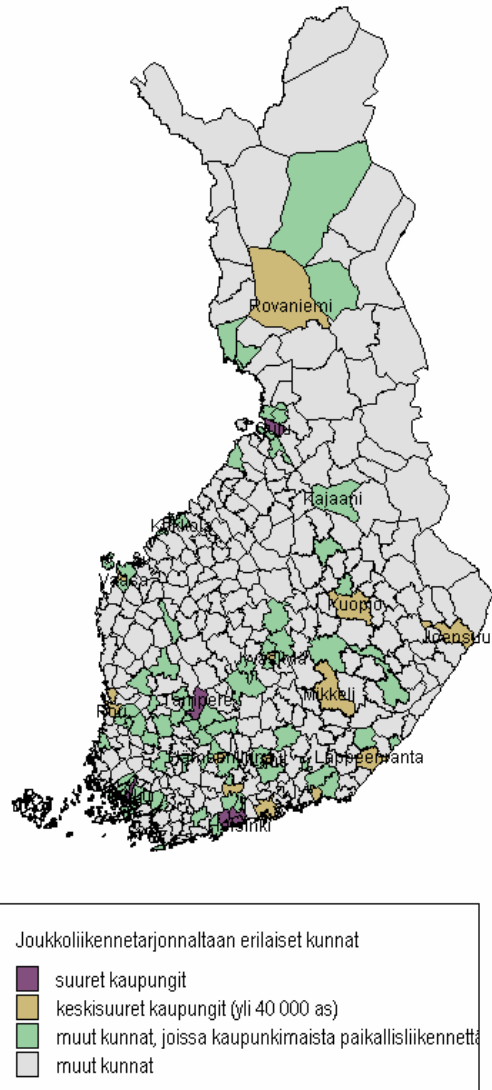 Rovaniemi
Oulu
Kajaani
Kokkola
Vaasa
Kuopio
Joensuu
Jyväskylä
Mikkeli
Pori
Tampere
Lappeenranta
Helsinki
Joukkoliikennetarjonnaltaan erilaiset kunnat
suuret kaupungit
keskisuuret kaupungit (yli 40 000 as)
muut kunnat, joissa kaupunkimaista paikallisliikennettä
muut kunnat